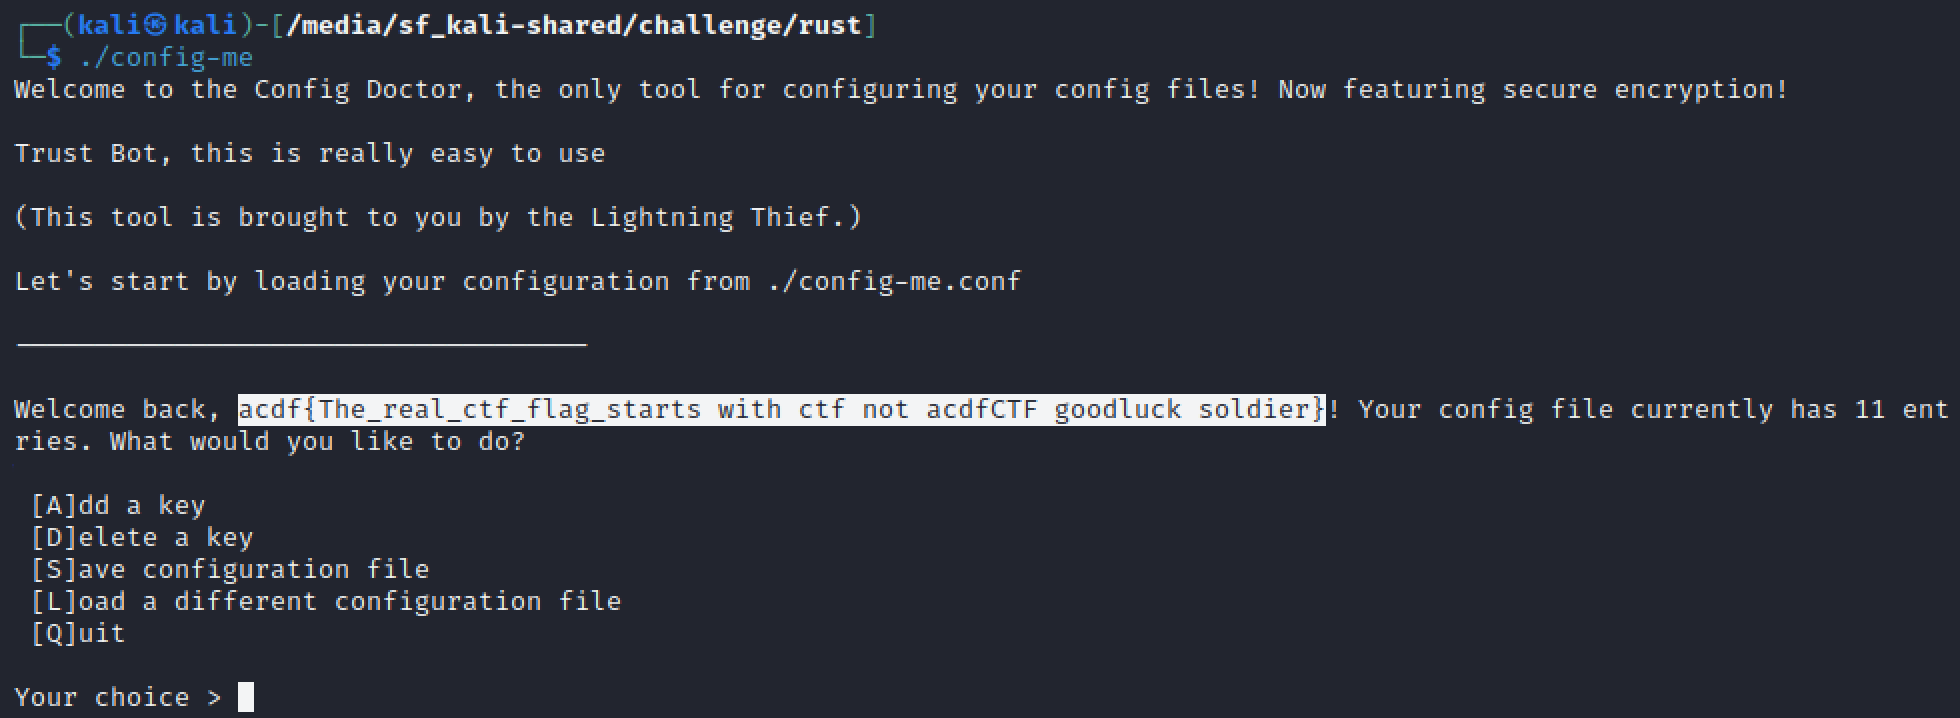 ┌──(kali㉿kali)-[/media/sf_kali-shared/challenge/rust]
└─$ ./config-me
Welcome to the Config Doctor, the only tool for configuring your config files! Now featuring secure encryption!
Trust Bot, this is really easy to use
(This tool is brought to you by the Lightning Thief.)
Let's start by loading your configuration from ./config-me.conf
Welcome back, acdf{The_real_ctf_flag_starts with ctf not acdfCTF goodluck soldier}! Your config file currently has 11 ent
ries. What would you like to do?
[A]dd a key
[D]elete a key
[S]ave configuration file
[L]oad a different configuration file
[Q]uit
Your choice >